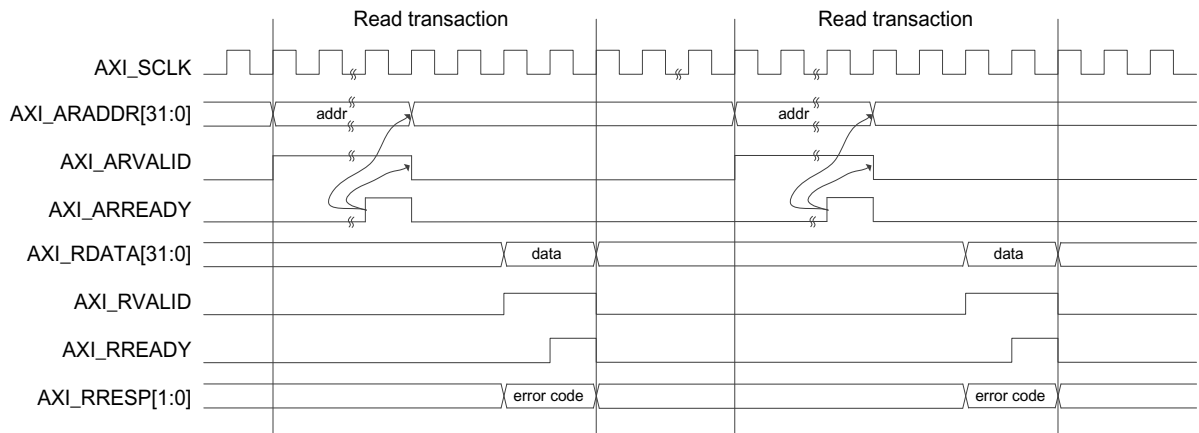 Read transaction Read transaction
AXI_SCLK
AXI_ARADDR[31:0] addr addr
AXI_ARVALID
AXI_ARREADY
AXI_RDATA[31:0] data data
AXI_RVALID
AXI_RREADY
AXI_RRESP[1:0] error code error code